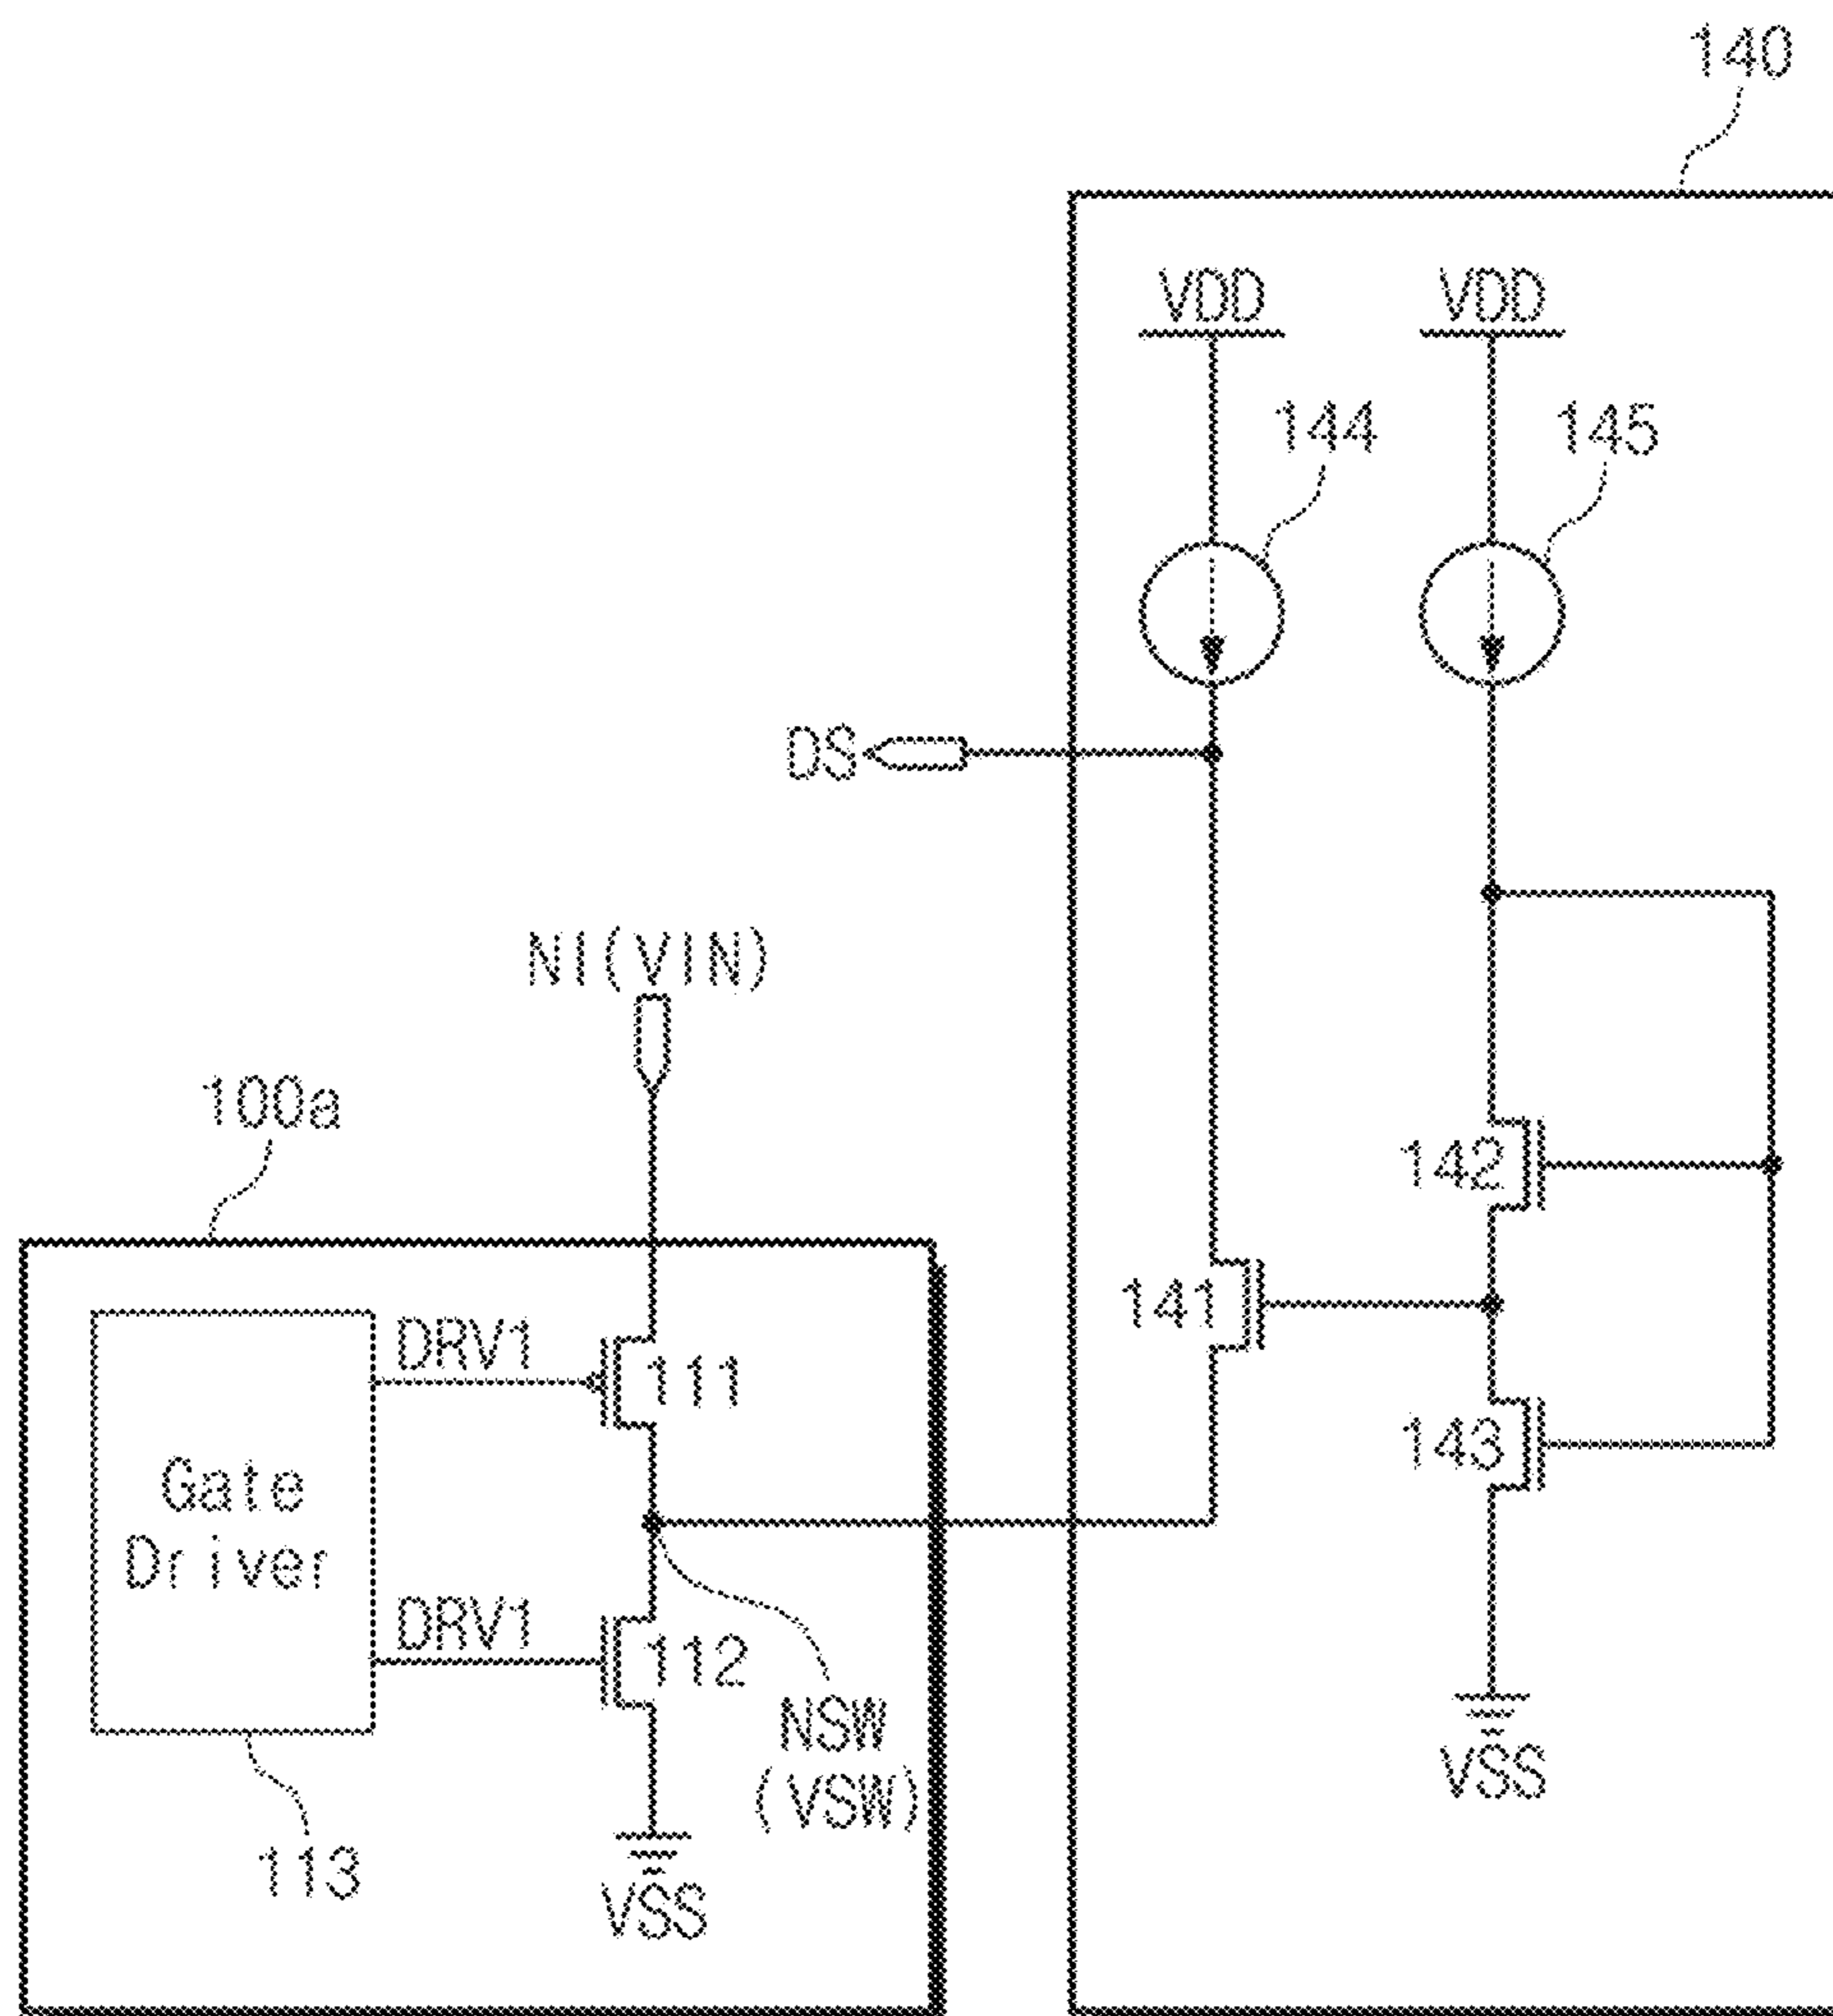 140
VDD
VDD
144
145
DS
NI(VIN)
100a
142
141
DRV1
111
143
Gate
Driver
DRV1
112
NSW
(VSW)
VSS
113
VSS